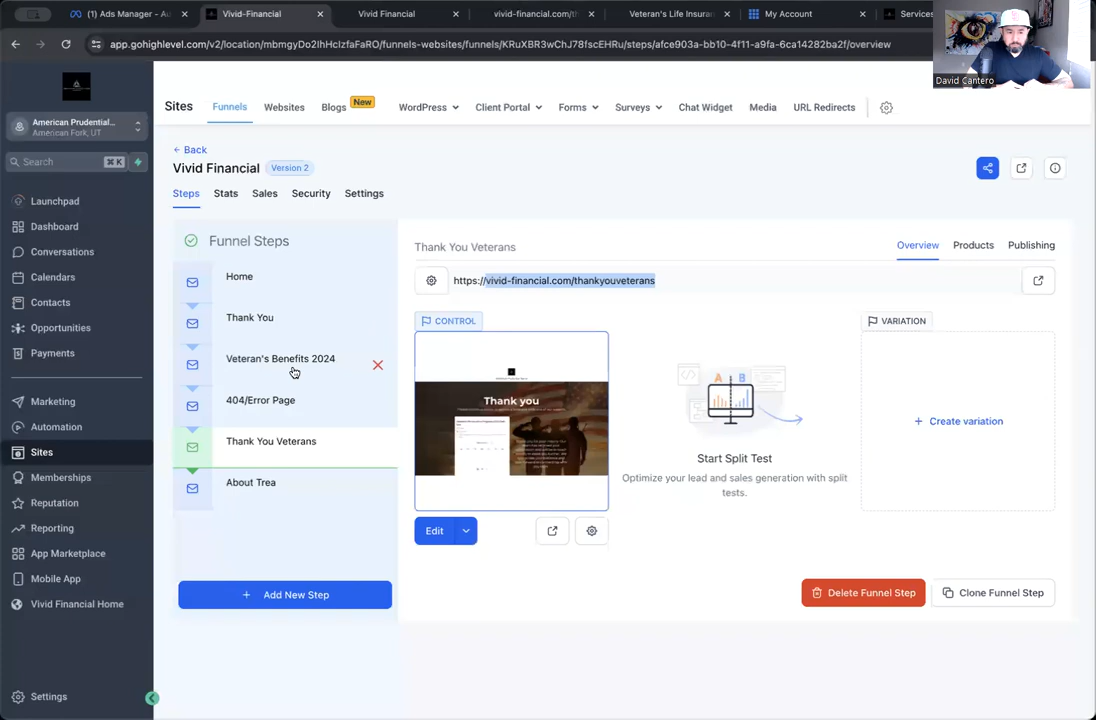 (1) Ads Manager - Au
Vivid-Financial
Vivid Financial
vivid-financial.com/th
Veteran's Life Insuran
My Account
Services
app.gohighlevel.com/v2/location/mbmgyDo2IhHcIzfaFaRO/funnels-websites/funnels/KRuXBR3wChJ78fscEHRu/steps/afce903a-bb10-4f11-a9fa-6ca14282ba2f/overview
David Cantero
American Prudential...
American Fork, UT
Search
⌘ K
Launchpad
Dashboard
Conversations
Calendars
Contacts
Opportunities
Payments
Marketing
Automation
Sites
Memberships
Reputation
Reporting
App Marketplace
Mobile App
Vivid Financial Home
Settings
Sites
Funnels
Websites
Blogs
New
WordPress
Client Portal
Forms
Surveys
Chat Widget
Media
URL Redirects
← Back
Vivid Financial
Version 2
Steps
Stats
Sales
Security
Settings
Funnel Steps
Home
Thank You
Veteran's Benefits 2024
404/Error Page
Thank You Veterans
About Trea
+ Add New Step
Thank You Veterans
Overview
Products
Publishing
https://vivid-financial.com/thankyouveterans
CONTROL
Thank you
Edit
A
B
Start Split Test
Optimize your lead and sales generation with split
tests.
VARIATION
+ Create variation
Delete Funnel Step
Clone Funnel Step